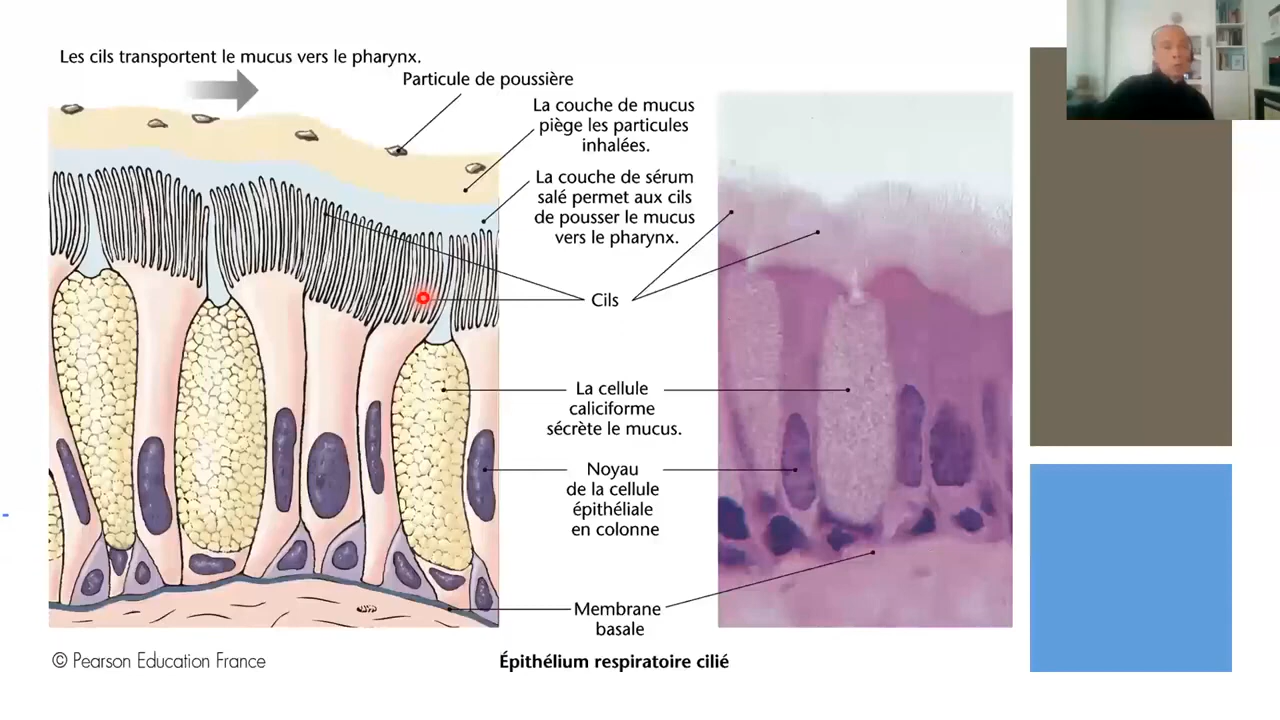 Les cils transportent le mucus vers le pharynx.
Particule de poussière
La couche de mucus
piège les particules
inhalées.
La couche de sérum
salé permet aux cils
de pousser le mucus
vers le pharynx.
Cils
La cellule
caliciforme
sécrète le mucus.
Noyau
de la cellule
épithéliale
en colonne
Membrane
basale
© Pearson Education France
Épithélium respiratoire cilié